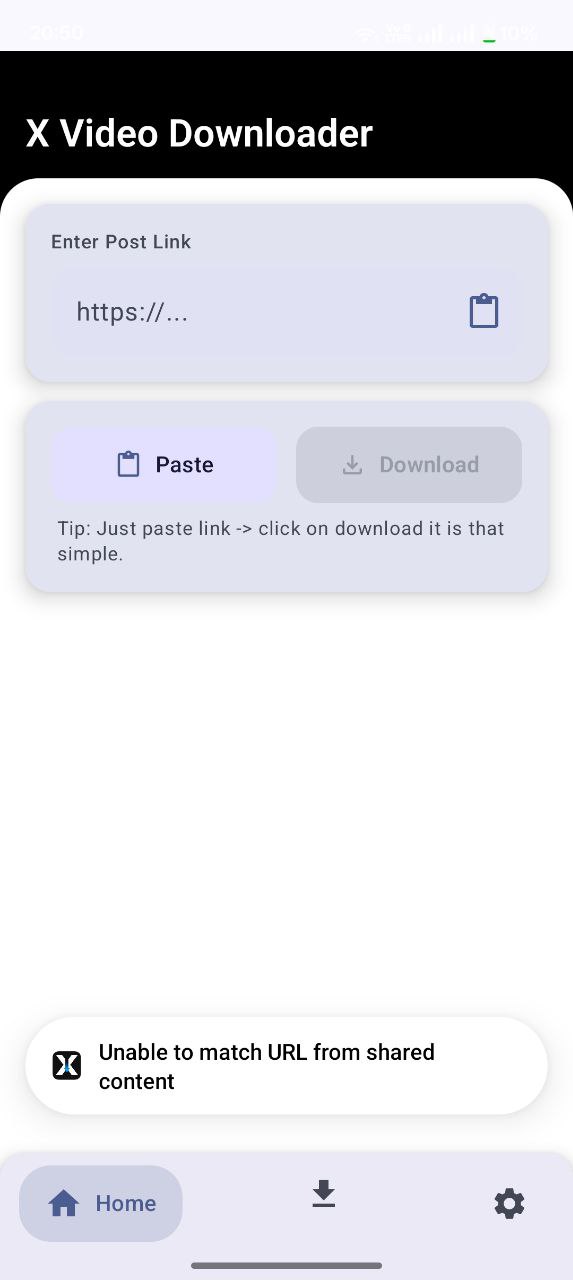 20:50
10%
X Video Downloader
Enter Post Link
https://...
Paste
Download
Tip: Just paste link -> click on download it is that
simple.
Unable to match URL from shared
content
Home